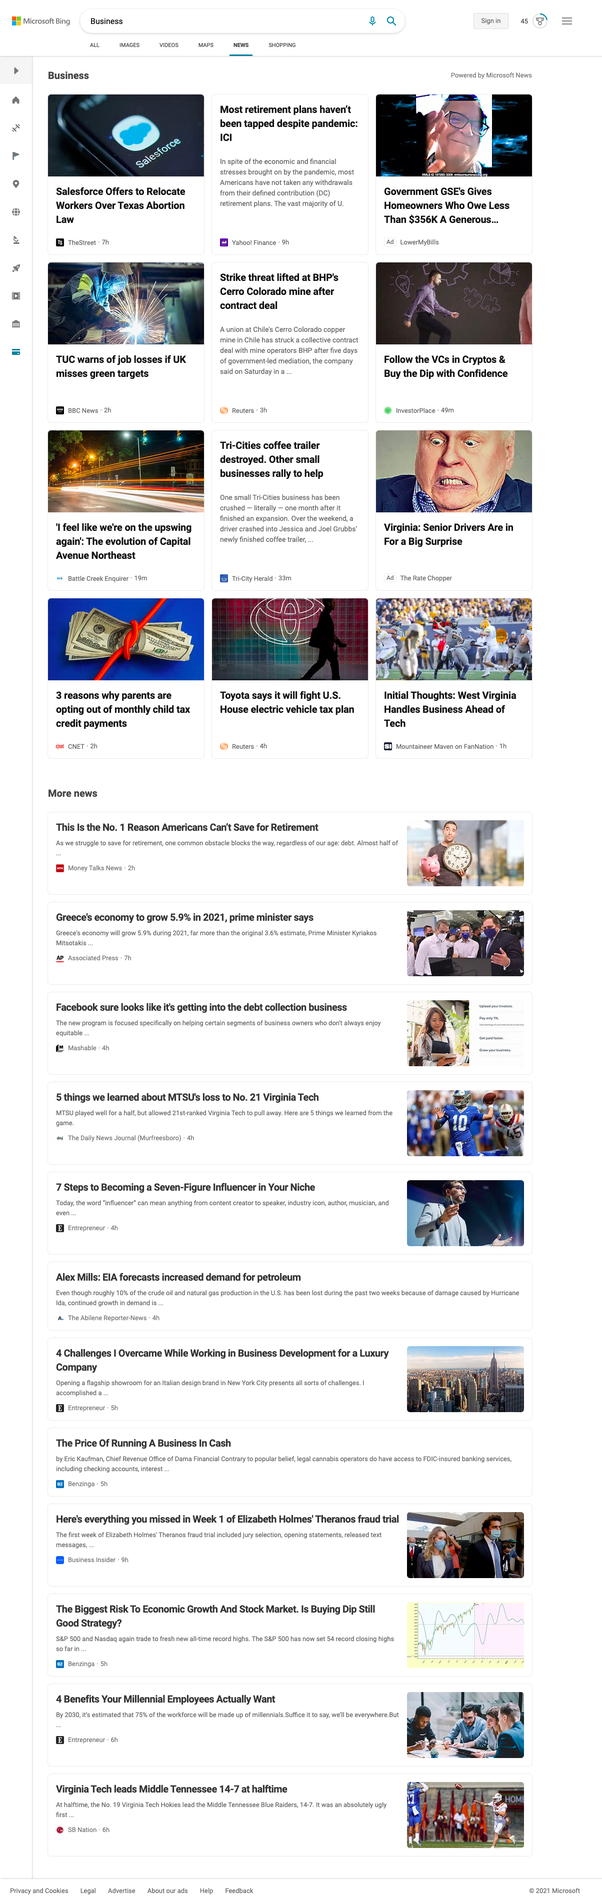 Microsoft Bing
Business
Sign in
45
ALL
IMAGES
VIDEOS
MAPS
NEWS
SHOPPING
Business
Powered by Microsoft News
Salesforce
Salesforce Offers to Relocate
Workers Over Texas Abortion
Law
TheStreet · 7h
Most retirement plans haven't
been tapped despite pandemic:
ICI
In spite of the economic and financial
stresses brought on by the pandemic, most
Americans have not taken any withdrawals
from their defined contribution (DC)
retirement plans. The vast majority of U.
Yahoo! Finance · 9h
Government GSE's Gives
Homeowners Who Owe Less
Than $356K A Generous...
Ad LowerMyBills
TUC warns of job losses if UK
misses green targets
BBC News · 2h
Strike threat lifted at BHP's
Cerro Colorado mine after
contract deal
A union at Chile's Cerro Colorado copper
mine in Chile has struck a collective contract
deal with mine operators BHP after five days
of government-led mediation, the company
said on Saturday in a ...
Reuters · 3h
Follow the VCs in Cryptos &
Buy the Dip with Confidence
InvestorPlace · 49m
'I feel like we're on the upswing
again': The evolution of Capital
Avenue Northeast
Battle Creek Enquirer · 19m
Tri-Cities coffee trailer
destroyed. Other small
businesses rally to help
One small Tri-Cities business has been
crushed — literally — one month after it
finished an expansion. Over the weekend, a
driver crashed into Jessica and Joel Grubbs'
newly finished coffee trailer, ...
Tri-City Herald · 33m
Virginia: Senior Drivers Are in
For a Big Surprise
Ad The Rate Chopper
3 reasons why parents are
opting out of monthly child tax
credit payments
CNET · 2h
Toyota says it will fight U.S.
House electric vehicle tax plan
Reuters · 4h
Initial Thoughts: West Virginia
Handles Business Ahead of
Tech
Mountaineer Maven on FanNation · 1h
More news
This Is the No. 1 Reason Americans Can't Save for Retirement
As we struggle to save for retirement, one common obstacle blocks the way, regardless of our age: debt. Almost half of
...
Money Talks News · 2h
Greece's economy to grow 5.9% in 2021, prime minister says
Greece's economy will grow 5.9% during 2021, far more than the original 3.6% estimate, Prime Minister Kyriakos
Mitsotakis ...
AP Associated Press · 7h
Facebook sure looks like it's getting into the debt collection business
The new program is focused specifically on helping certain segments of business owners who don't always enjoy
equitable ...
Mashable · 4h
Upload your invoices.
Pay only 1%.
Get paid faster.
Grow your business.
5 things we learned about MTSU's loss to No. 21 Virginia Tech
MTSU played well for a half, but allowed 21st-ranked Virginia Tech to pull away. Here are 5 things we learned from the
game.
The Daily News Journal (Murfreesboro) · 4h
10
45
7 Steps to Becoming a Seven-Figure Influencer in Your Niche
Today, the word "influencer" can mean anything from content creator to speaker, industry icon, author, musician, and
even ...
E Entrepreneur · 4h
Alex Mills: EIA forecasts increased demand for petroleum
Even though roughly 10% of the crude oil and natural gas production in the U.S. has been lost during the past two weeks because of damage caused by Hurricane
Ida, continued growth in demand is ...
The Abilene Reporter-News · 4h
4 Challenges I Overcame While Working in Business Development for a Luxury
Company
Opening a flagship showroom for an Italian design brand in New York City presents all sorts of challenges. I
accomplished a ...
E Entrepreneur · 5h
The Price Of Running A Business In Cash
by Eric Kaufman, Chief Revenue Office of Dama Financial Contrary to popular belief, legal cannabis operators do have access to FDIC-insured banking services,
including checking accounts, interest ...
Benzinga · 5h
Here's everything you missed in Week 1 of Elizabeth Holmes' Theranos fraud trial
The first week of Elizabeth Holmes' Theranos fraud trial included jury selection, opening statements, released text
messages, ...
Business Insider · 9h
The Biggest Risk To Economic Growth And Stock Market. Is Buying Dip Still
Good Strategy?
S&P 500 and Nasdaq again trade to fresh new all-time record highs. The S&P 500 has now set 54 record closing highs
so far in ...
Benzinga · 5h
4 Benefits Your Millennial Employees Actually Want
By 2030, it's estimated that 75% of the workforce will be made up of millennials.Suffice it to say, we'll be everywhere.But
...
E Entrepreneur · 6h
Virginia Tech leads Middle Tennessee 14-7 at halftime
At halftime, the No. 19 Virginia Tech Hokies lead the Middle Tennessee Blue Raiders, 14-7. It was an absolutely ugly
first ...
SB Nation · 6h
HOM
Privacy and Cookies
Legal
Advertise
About our ads
Help
Feedback
© 2021 Microsoft